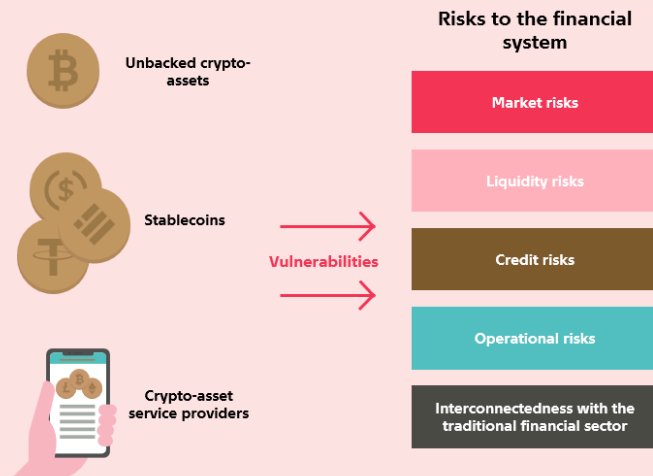 Risks to the financial
system
Unbacked crypto-
assets
Market risks
Liquidity risks
Stablecoins
Vulnerabilities
Credit risks
Operational risks
Crypto-asset
service providers
Interconnectedness with the
traditional financial sector